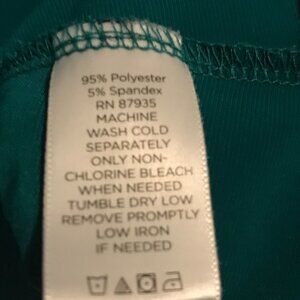 95% Polyester
5% Spandex
RN 87935
MACHINE
WASH COLD
SEPARATELY
ONLY NON-
CHLORINE BLEACH
WHEN NEEDED
TUMBLE DRY LOW
REMOVE PROMPTLY
LOW IRON
IF NEEDED